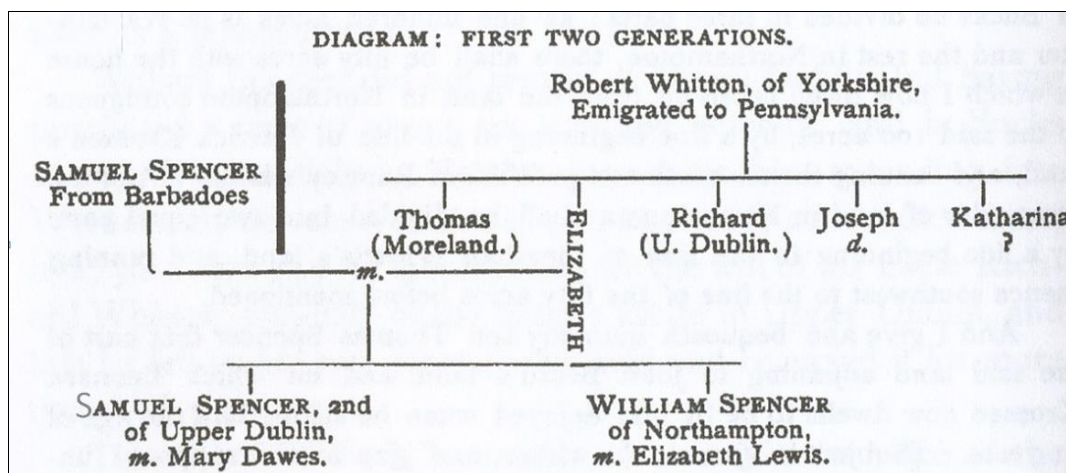 DIAGRAM: FIRST TWO GENERATIONS.
Robert Whitton, of Yorkshire,
Emigrated to Pennsylvania.
SAMUEL SPENCER
From Barbadoes
Thomas
(Moreland.)
ELIZABETH
Richard
(U. Dublin.)
Joseph
d.
Katharina
?
m.
SAMUEL SPENCER, and
of Upper Dublin,
m. Mary Dawes.
WILLIAM SPENCER
of Northampton,
m. Elizabeth Lewis.